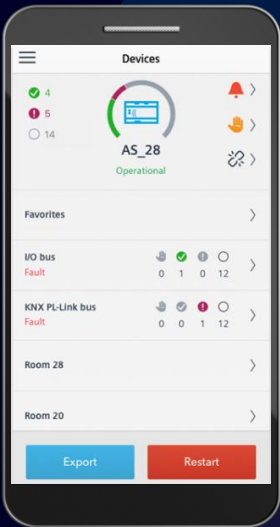 Devices
4
5
14
AS_28
Operational
Favorites
I/O bus
Fault
0 1 0 12
KNX PL-Link bus
Fault
0 0 1 12
Room 28
Room 20
Export
Restart